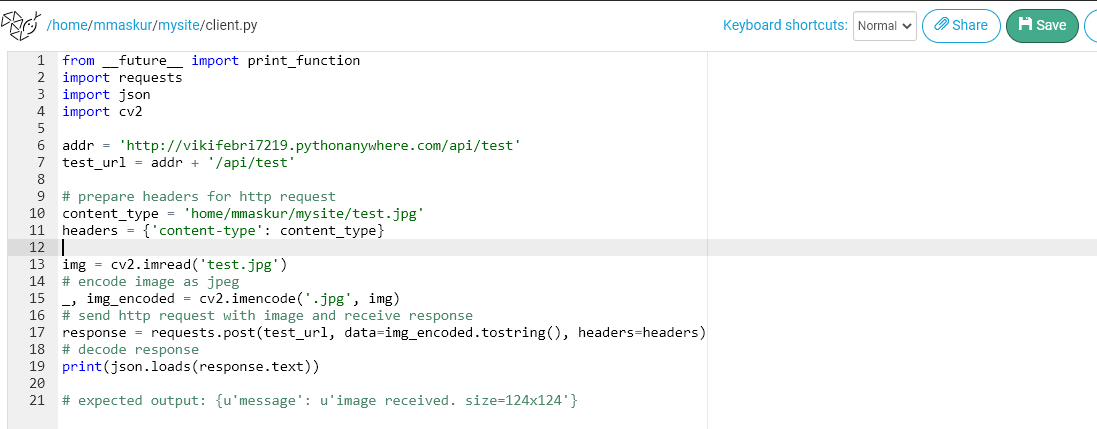 /home/mmaskur/mysite/client.py Keyboard shortcuts: Normal Share Save
1 from __future__ import print_function
2 import requests
3 import json
4 import cv2
5
6 addr = 'http://vikifebri7219.pythonanywhere.com/api/test'
7 test_url = addr + '/api/test'
8
9 # prepare headers for http request
10 content_type = 'home/mmaskur/mysite/test.jpg'
11 headers = {'content-type': content_type}
12
13 img = cv2.imread('test.jpg')
14 # encode image as jpeg
15 _, img_encoded = cv2.imencode('.jpg', img)
16 # send http request with image and receive response
17 response = requests.post(test_url, data=img_encoded.tostring(), headers=headers)
18 # decode response
19 print(json.loads(response.text))
20
21 # expected output: {u'message': u'image received. size=124x124'}